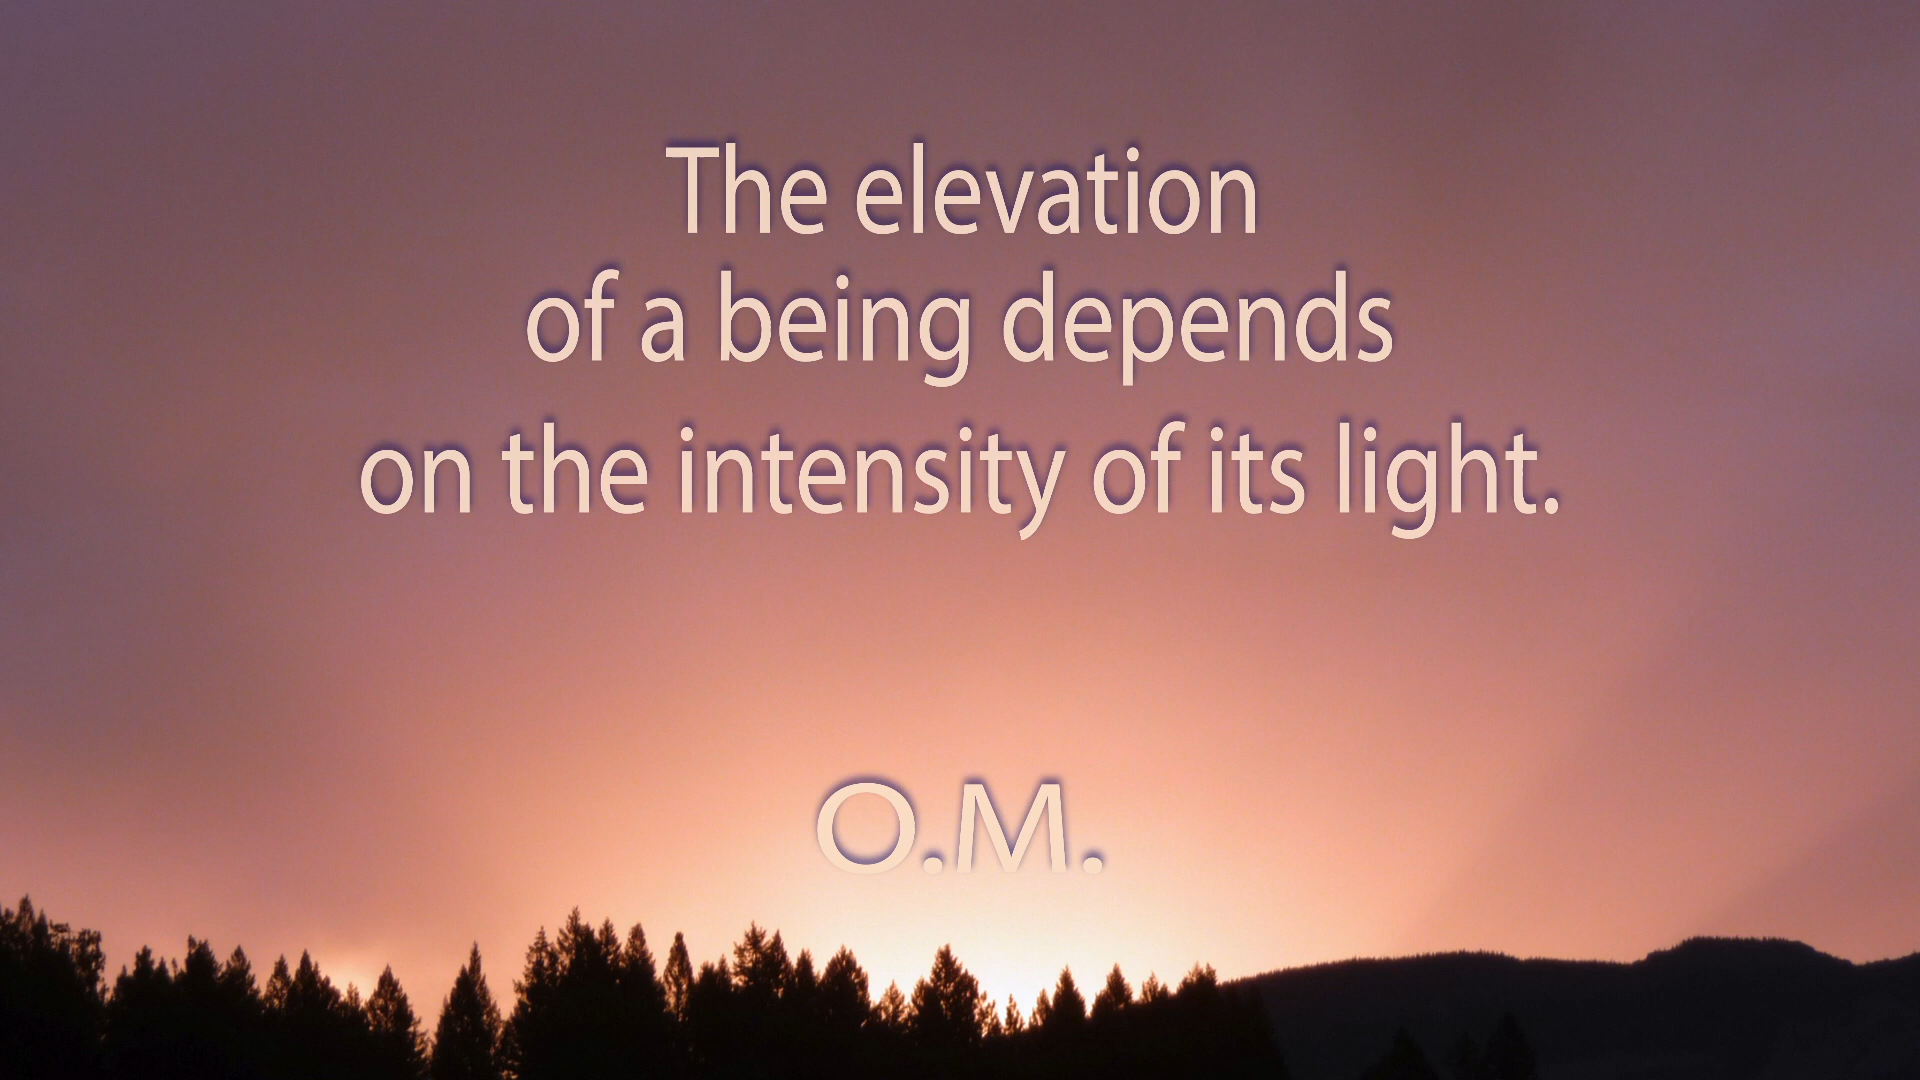 The elevation
of a being depends
on the intensity of its light.
O.M.